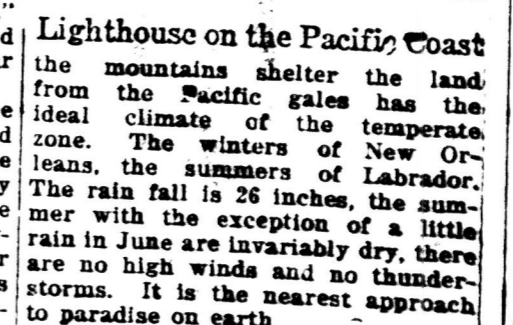 Lighthouse on the Pacific Coast
the mountains shelter the land
from the Pacific gales has the
ideal climate of the temperate
zone. The winters of New Or-
leans, the summers of Labrador.
The rain fall is 26 inches, the sum-
mer with the exception of a little
rain in June are invariably dry, there
are no high winds and no thunder-
storms. It is the nearest approach
to paradise on earth